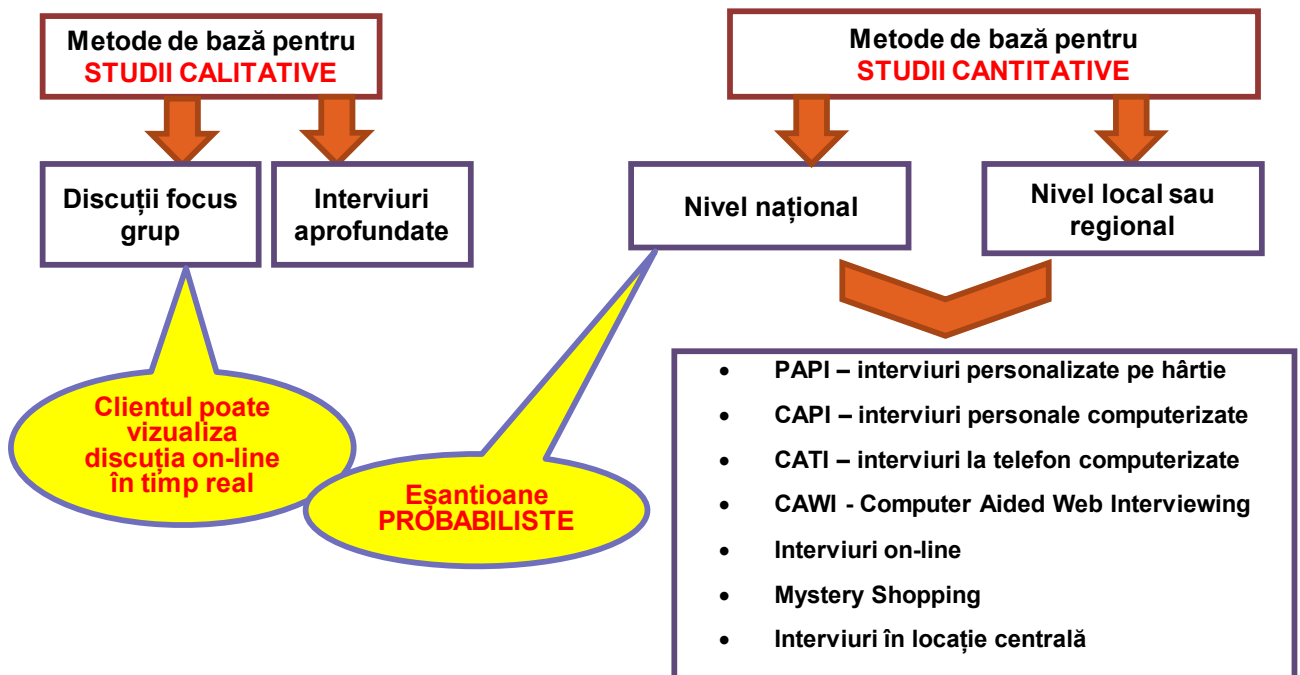 Metode de bază pentru
STUDII CALITATIVE
Metode de bază pentru
STUDII CANTITATIVE
Discuții focus
grup
Interviuri
aprofundate
Nivel național
Nivel local sau
regional
Clientul poate
vizualiza
discuția on-line
în timp real
Eșantioane
PROBABILISTE
• PAPI – interviuri personalizate pe hârtie
• CAPI – interviuri personale computerizate
• CATI – interviuri la telefon computerizate
• CAWI - Computer Aided Web Interviewing
• Interviuri on-line
• Mystery Shopping
• Interviuri în locație centrală